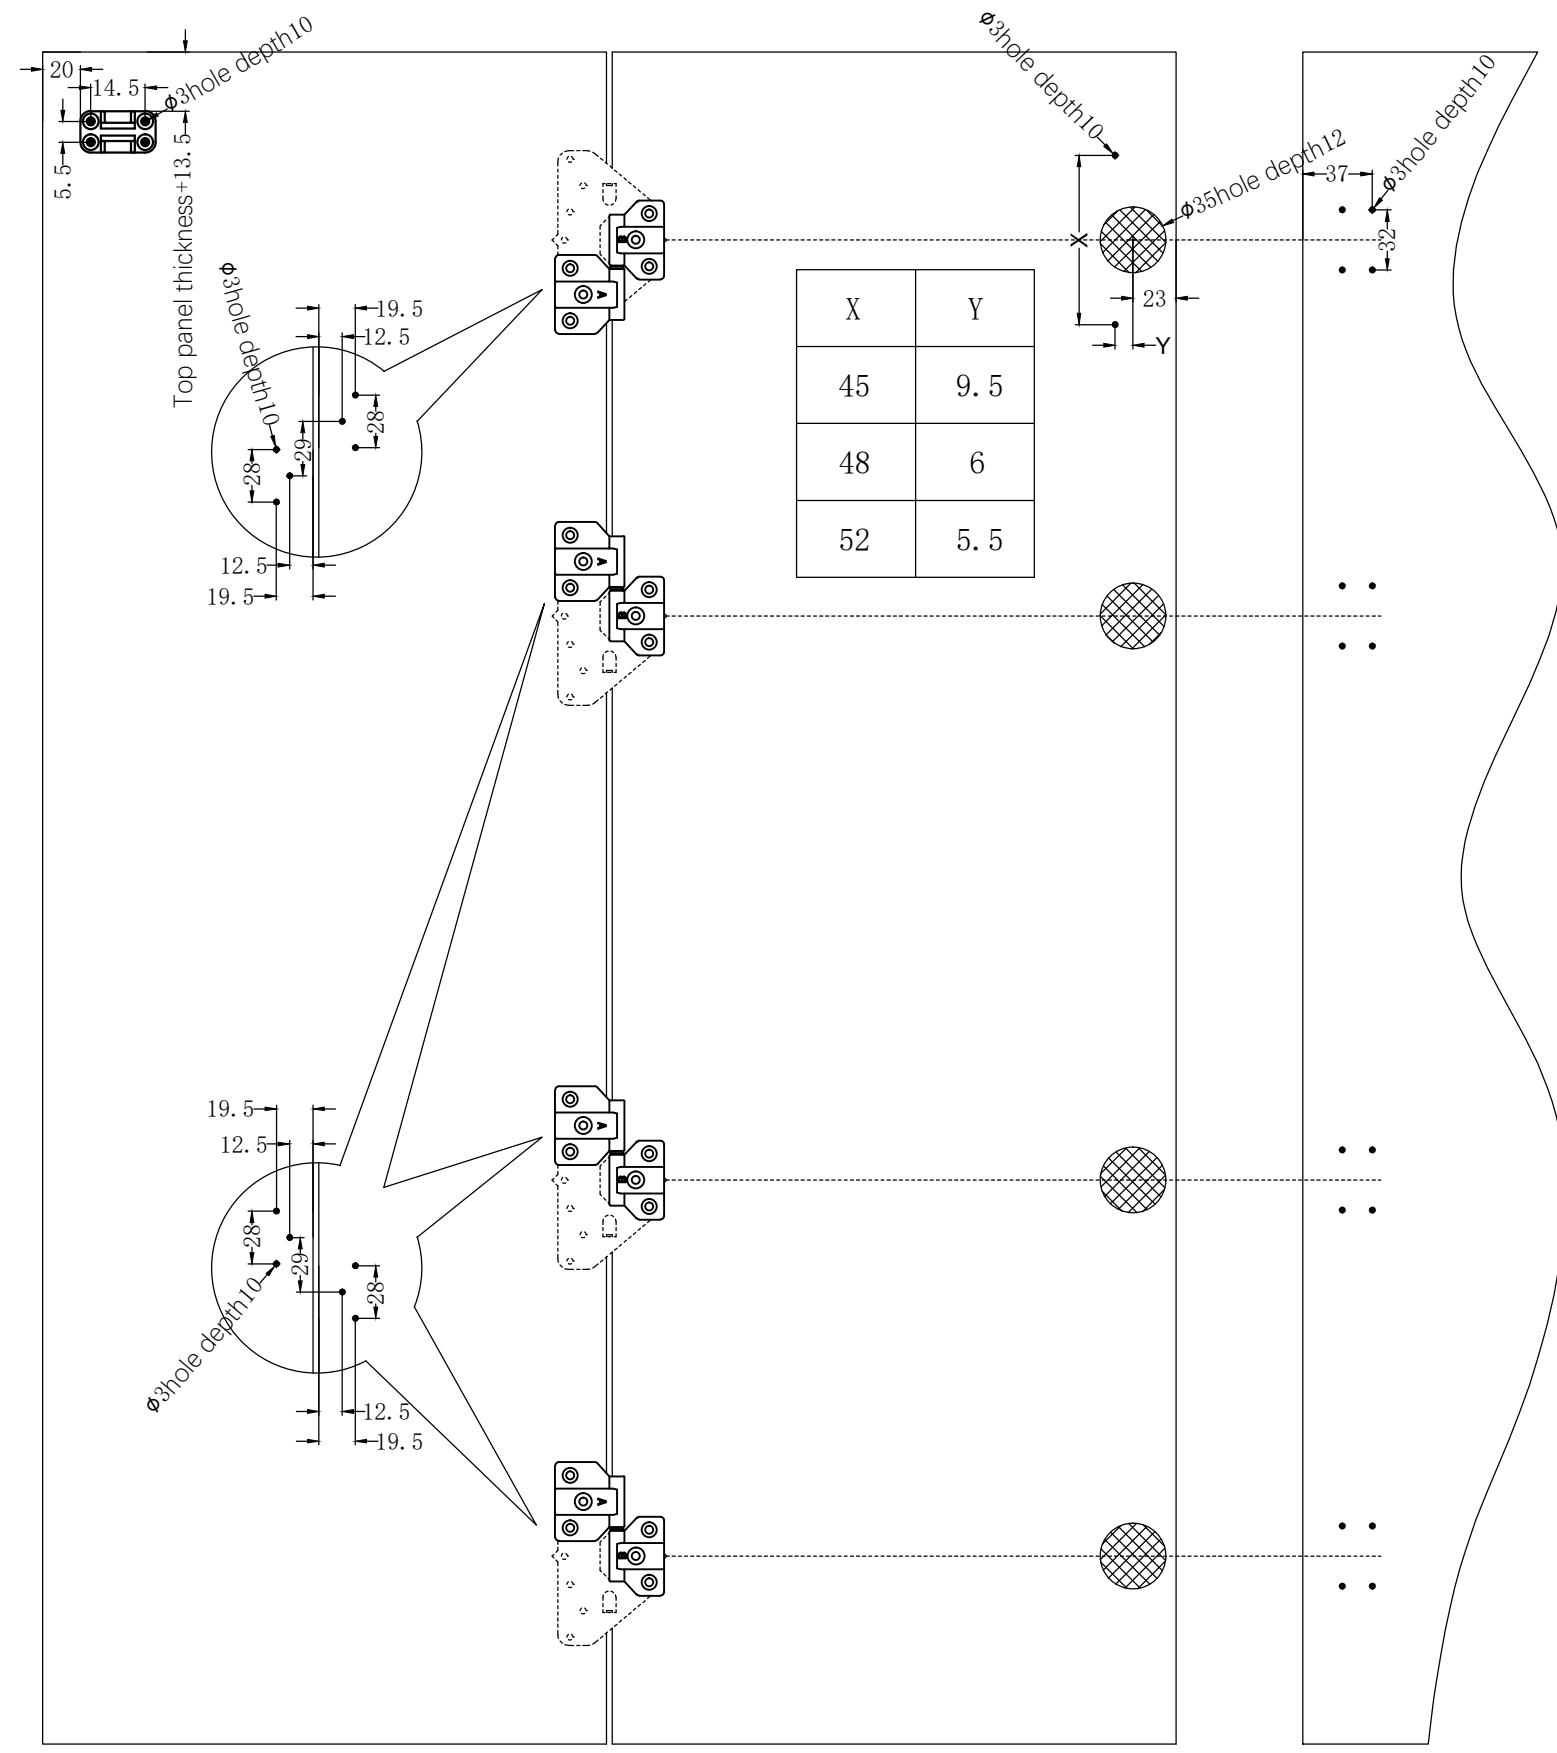 20
14.5
ϕ3hole depth10
5.5
Top panel thickness+13.5
ϕ3hole depth10
X
ϕ35hole depth12
23
Y
37
ϕ3hole depth10
32
X Y
45 9.5
48 6
52 5.5
ϕ3hole depth10
19.5
12.5
28
29
28
12.5
19.5
A
B
A
B
19.5
12.5
28
29
28
ϕ3hole depth10
12.5
19.5
A
B
A
B